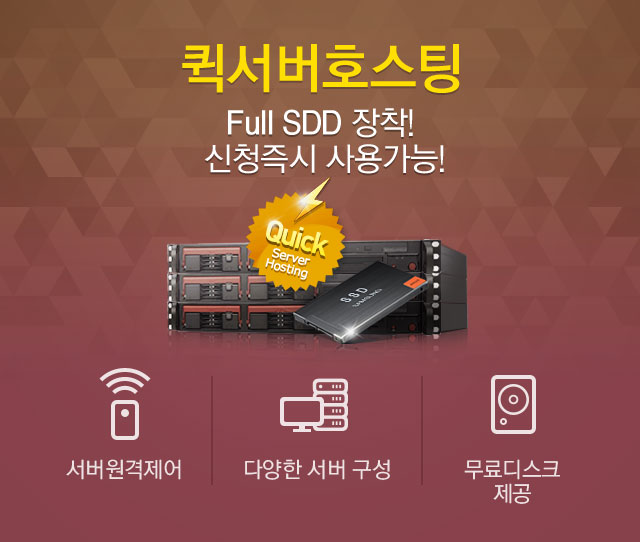 퀵서버호스팅
Full SDD 장착!
신청즉시 사용가능!
Quick
Server
Hosting
SSD
SAMSUNG
서버원격제어
다양한 서버 구성
무료디스크
제공